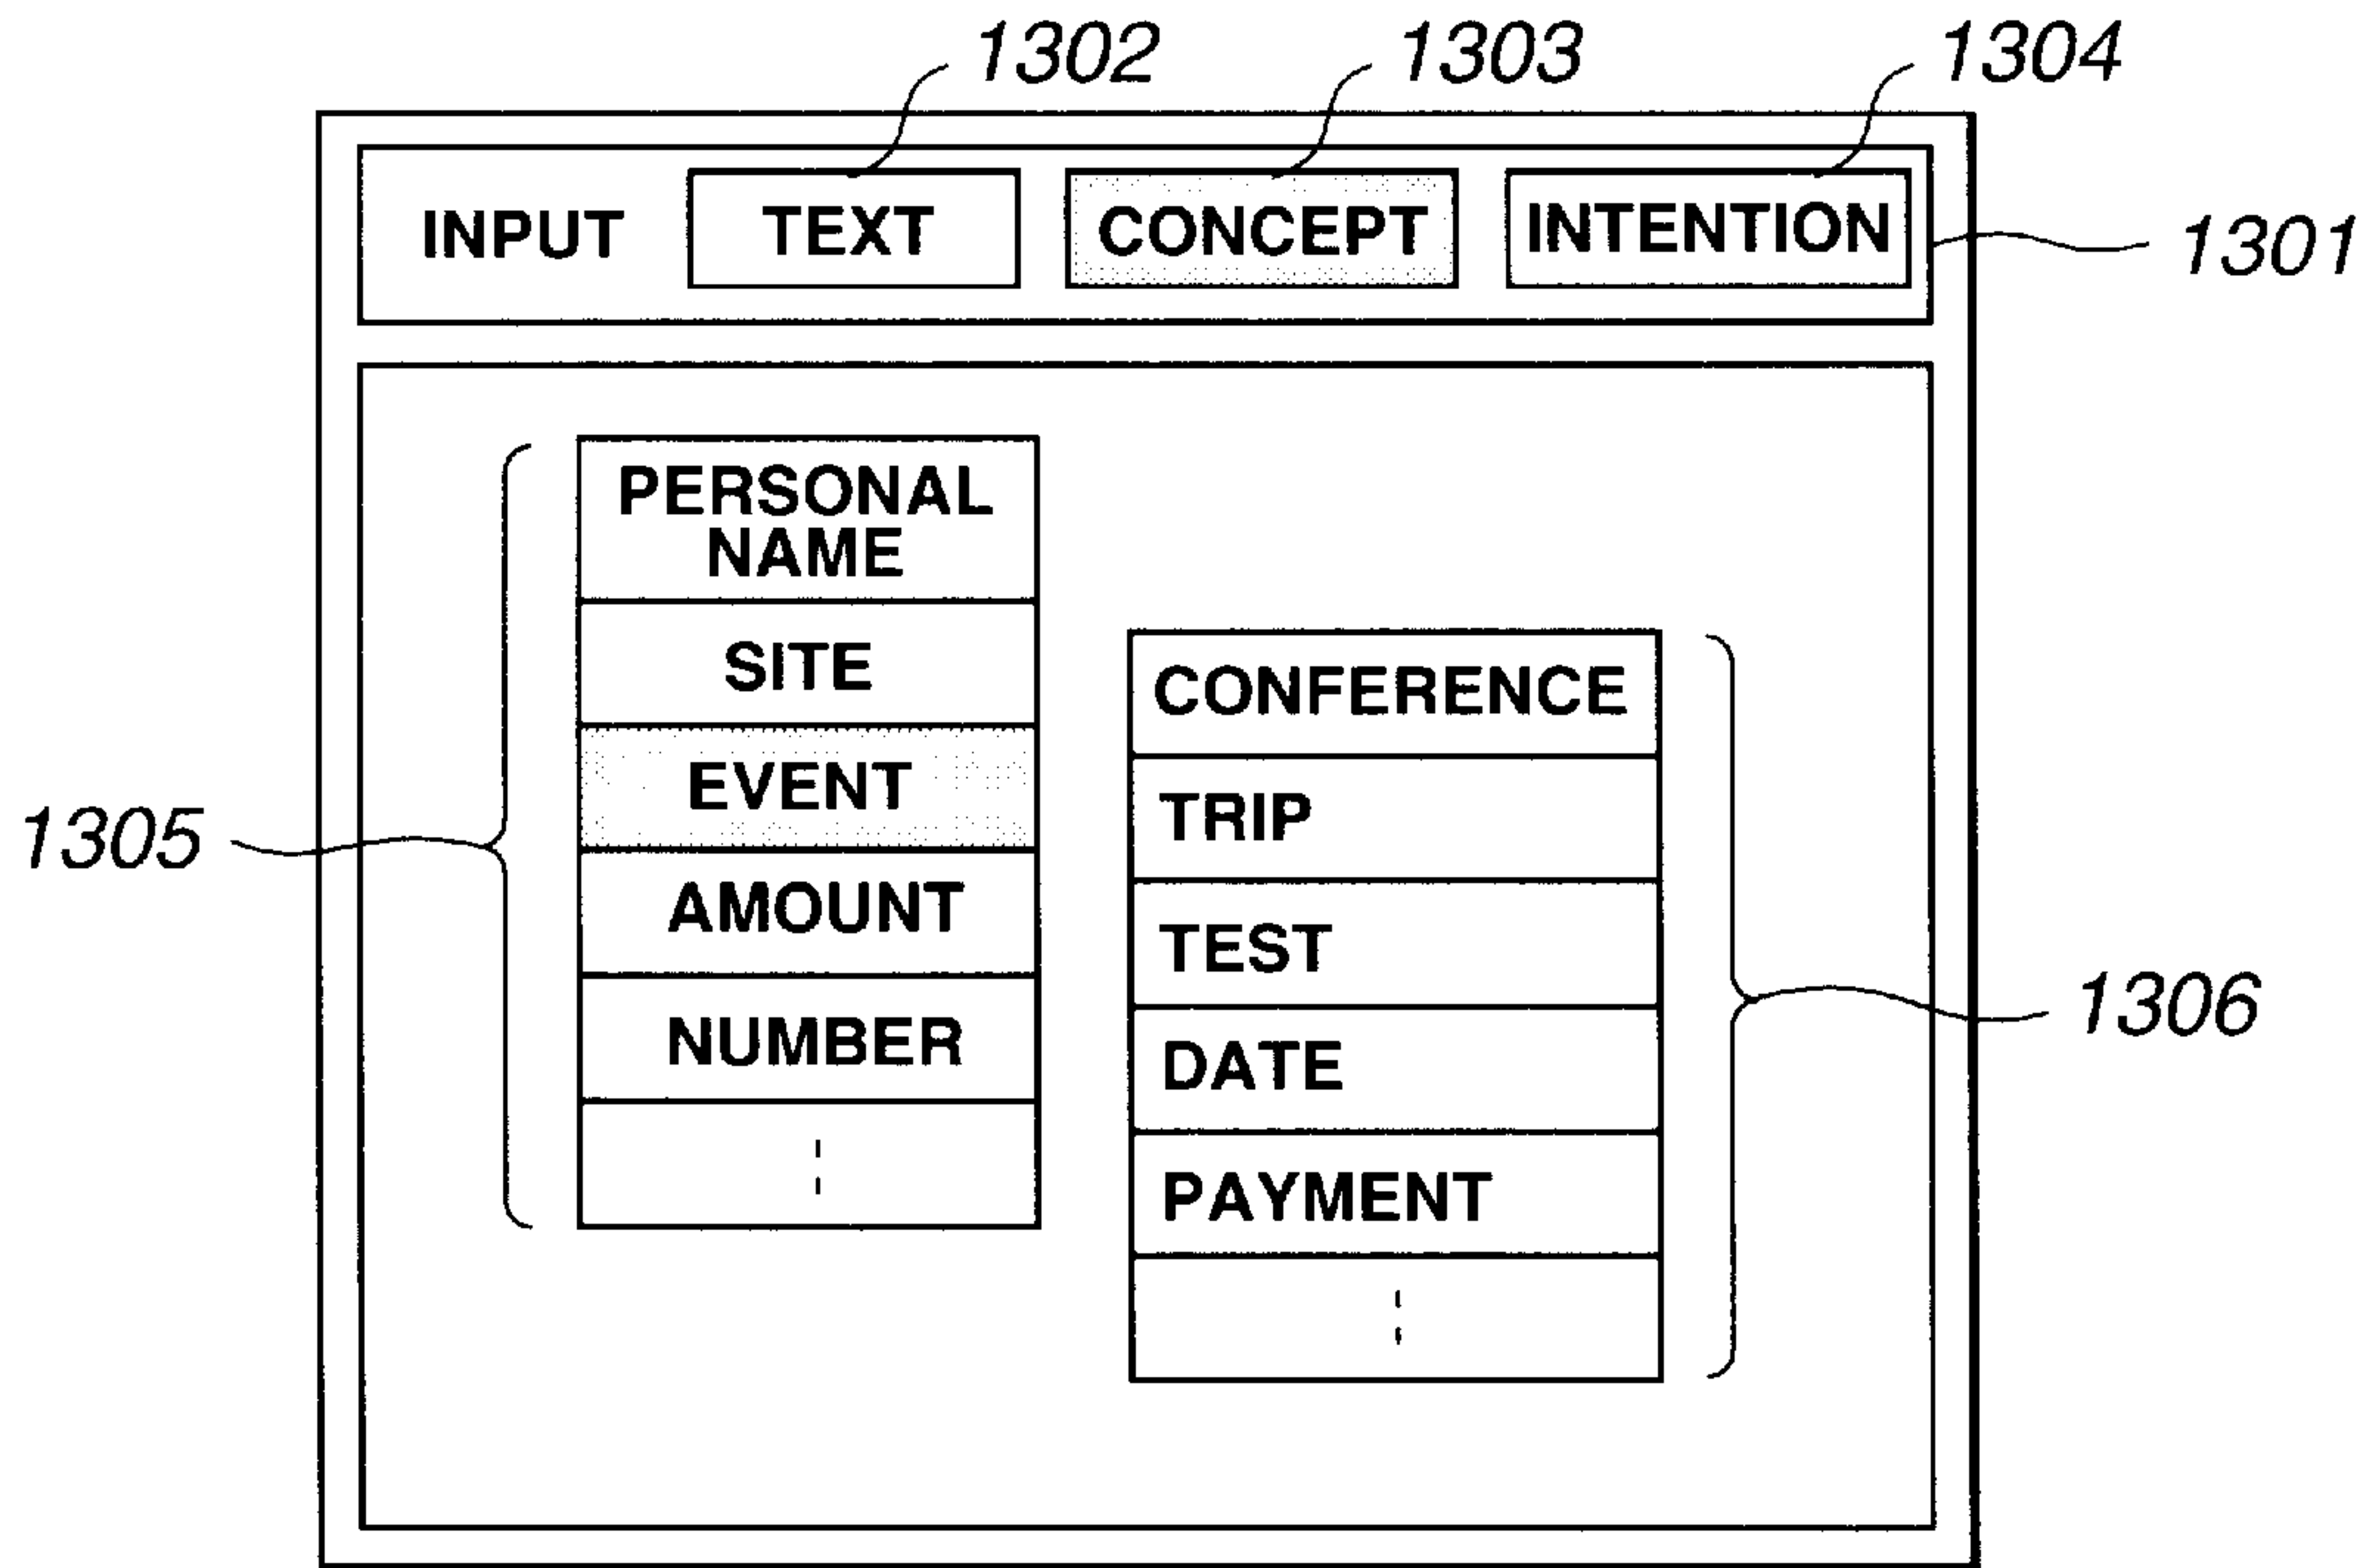 1302
1303
1304
INPUT TEXT CONCEPT INTENTION
1301
PERSONAL
NAME
SITE
EVENT
AMOUNT
NUMBER
1305
CONFERENCE
TRIP
TEST
DATE
PAYMENT
1306